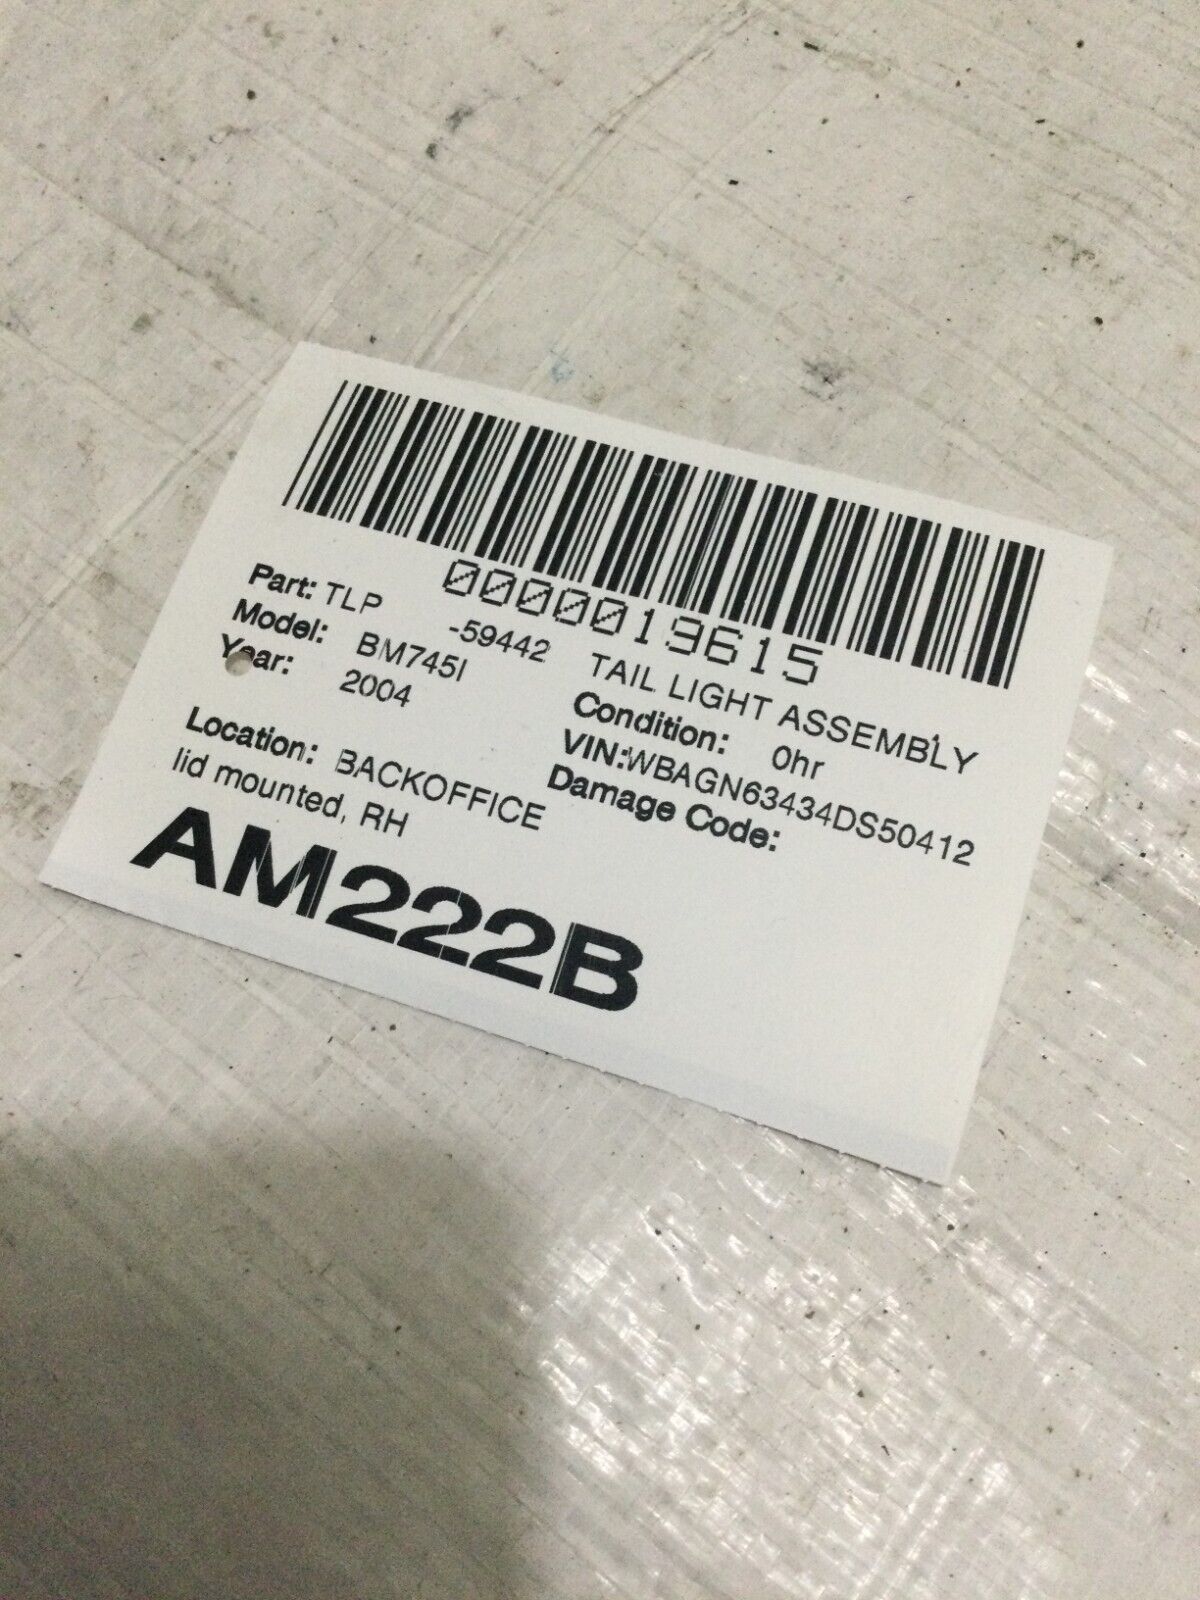 0000019615
Part: TLP -59442 TAIL LIGHT ASSEMBLY
Model: BM745I Condition: 0hr
Year: 2004 VIN:WBAGN63434DS50412
Damage Code:
Location: BACKOFFICE
lid mounted, RH
AM222B